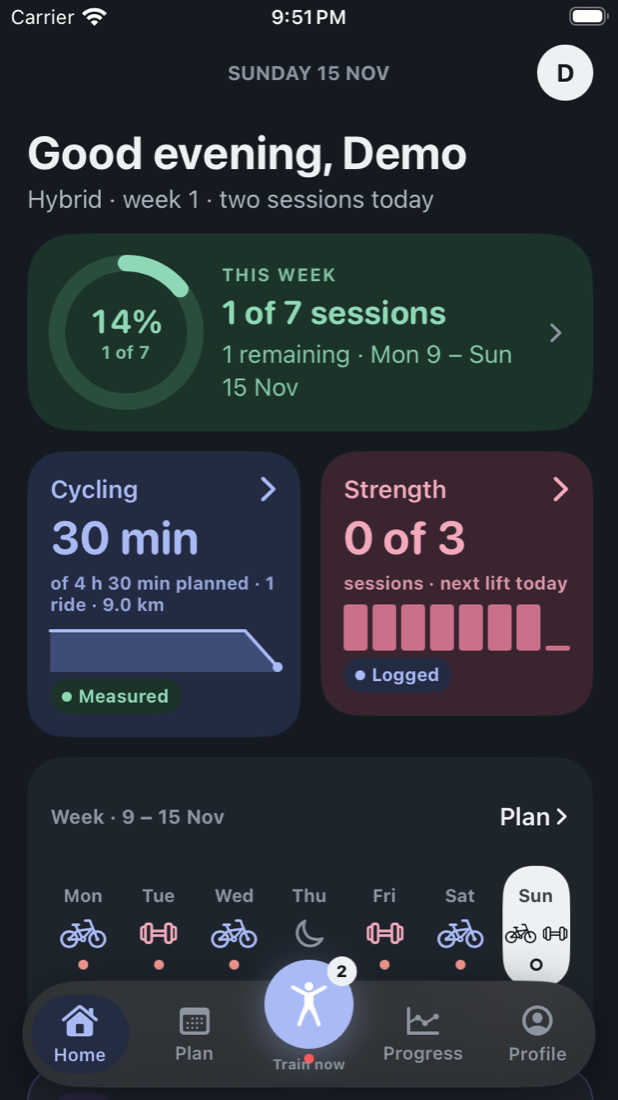 Carrier 9:51 PM
SUNDAY 15 NOV
D
Good evening, Demo
Hybrid · week 1 · two sessions today
14%
1 of 7
THIS WEEK
1 of 7 sessions
1 remaining · Mon 9 – Sun
15 Nov
Cycling
30 min
of 4 h 30 min planned · 1
ride · 9.0 km
Measured
Strength
0 of 3
sessions · next lift today
Logged
Week · 9 – 15 Nov
Plan
Mon Tue Wed Thu Fri Sat Sun
2
Home Plan Train now Progress Profile